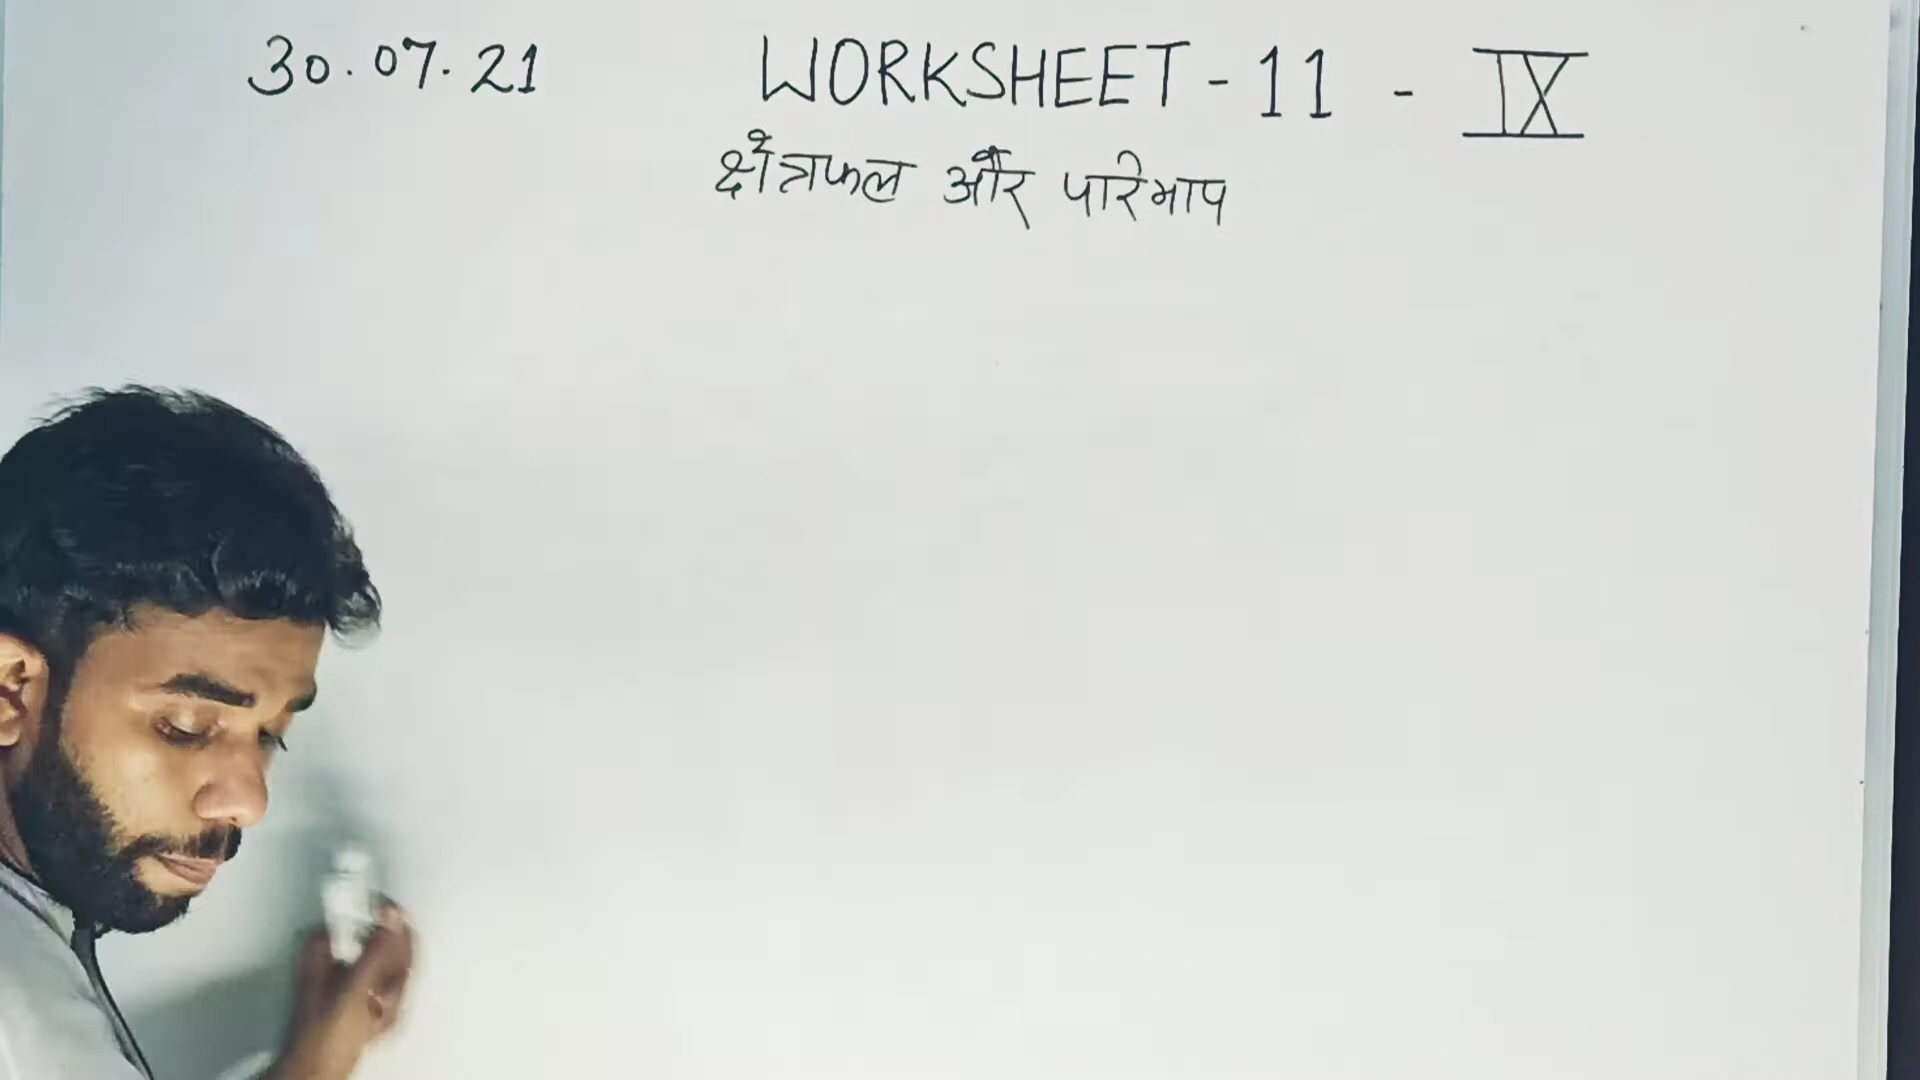 30.07.21 WORKSHEET - 11 - IX
क्षेत्रफल और परिमाप